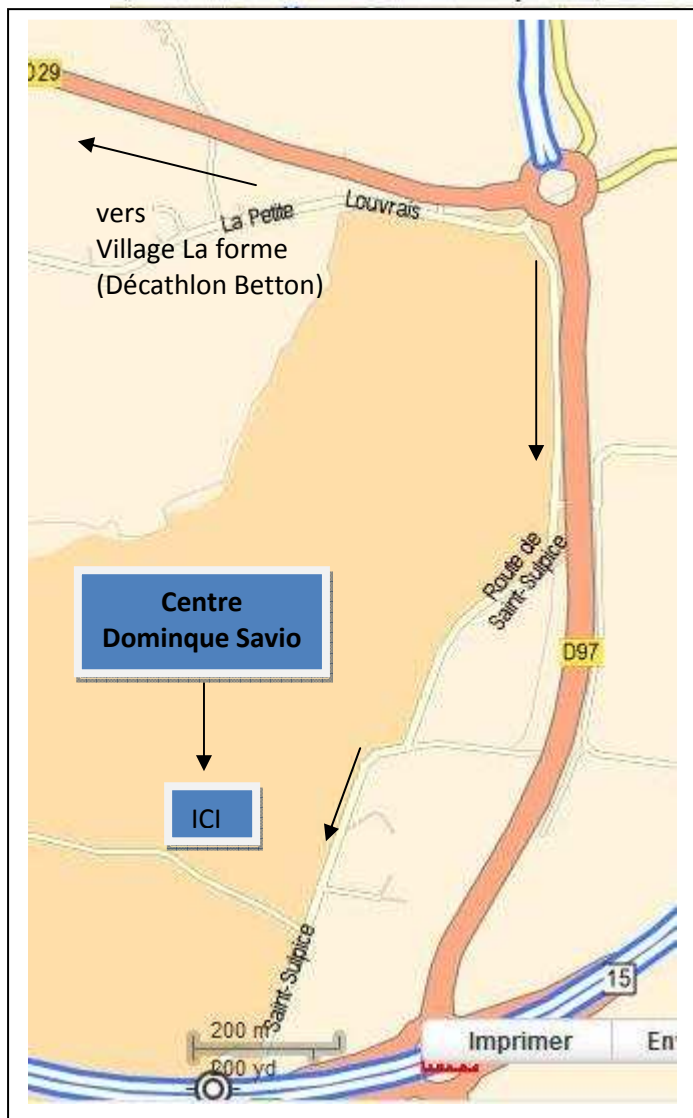 D29
vers
Village La forme
(Décathlon Betton)
La Petite Louvrais
Route de
Saint-Sulpice
Centre
Dominque Savio
D97
ICI
Saint-Sulpice
15
200 m
200 yd
Imprimer